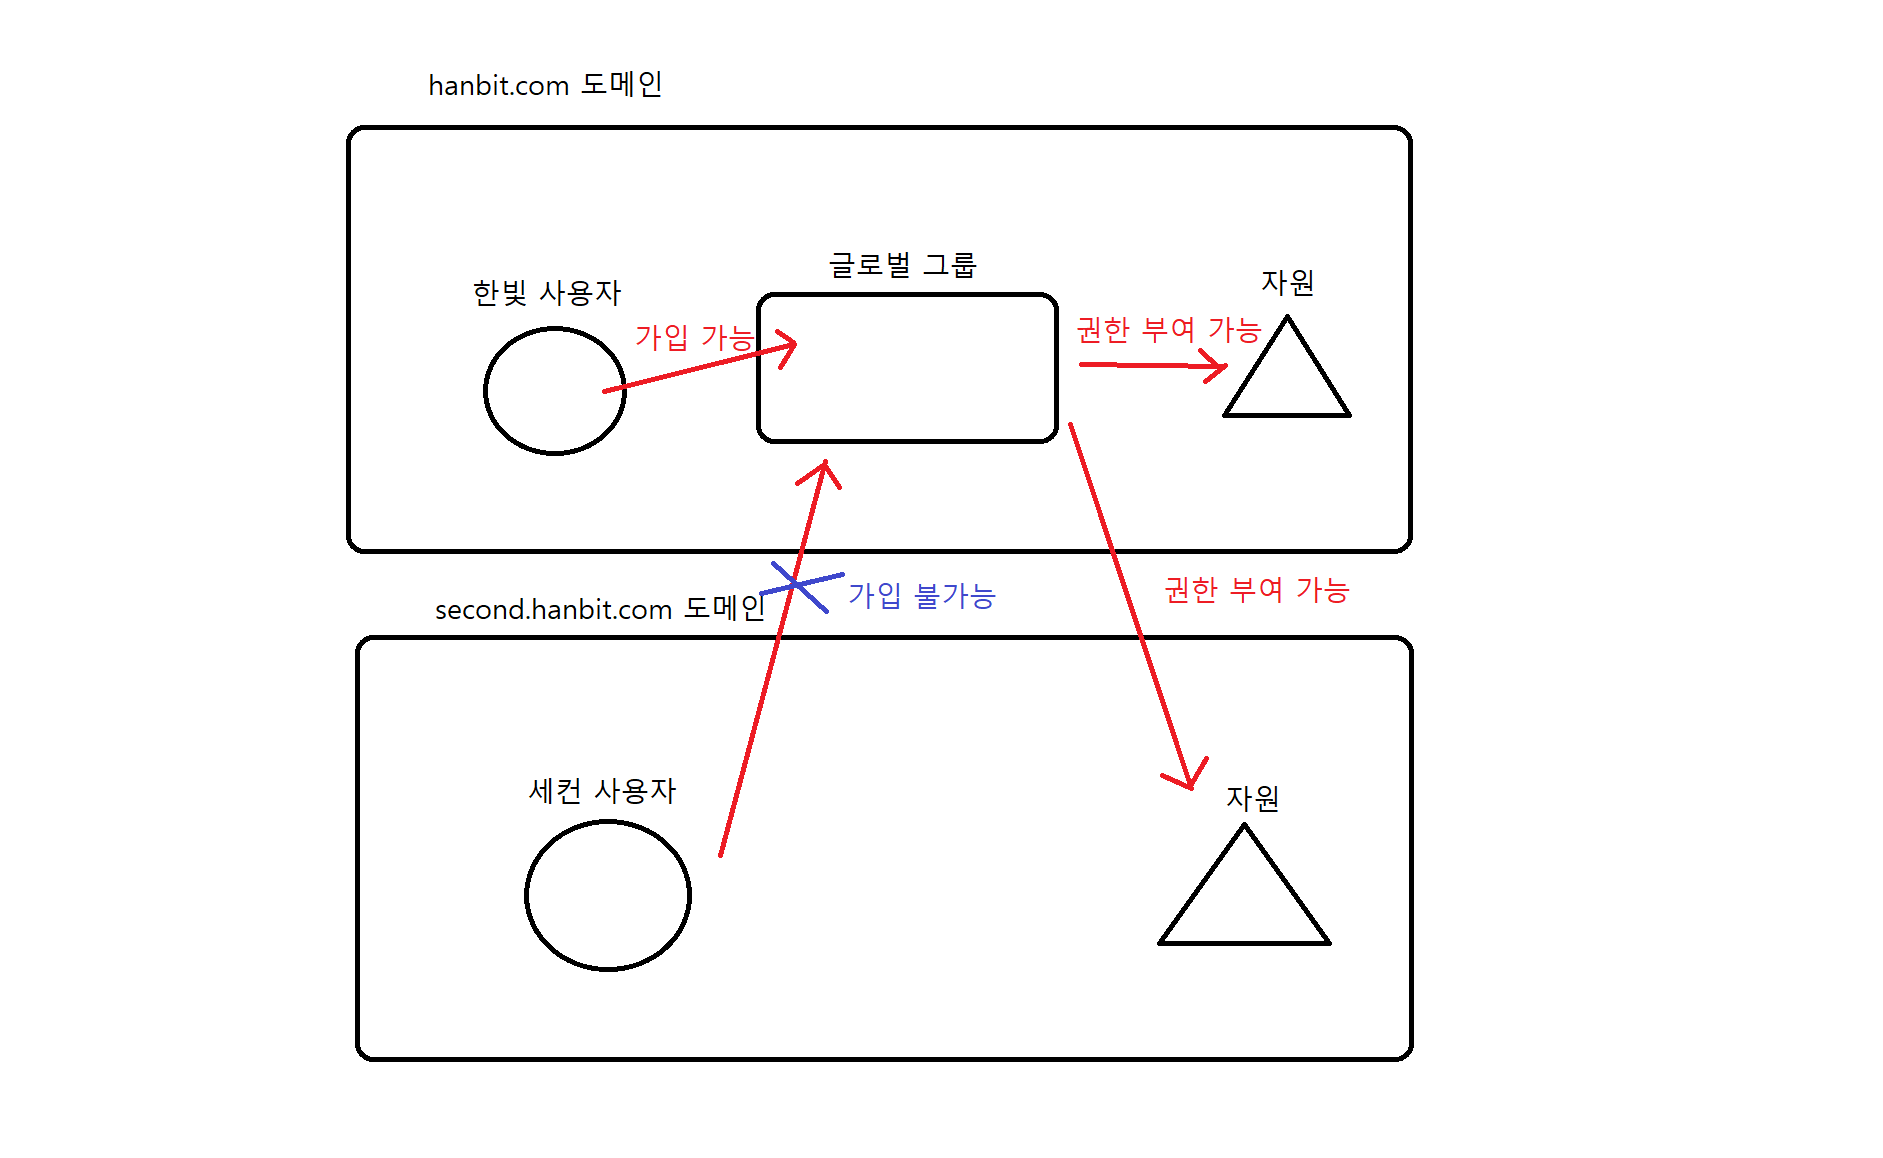 hanbit.com 도메인
글로벌 그룹
한빛 사용자
자원
가입 가능
권한 부여 가능
second.hanbit.com 도메인
가입 불가능
권한 부여 가능
세컨 사용자
자원